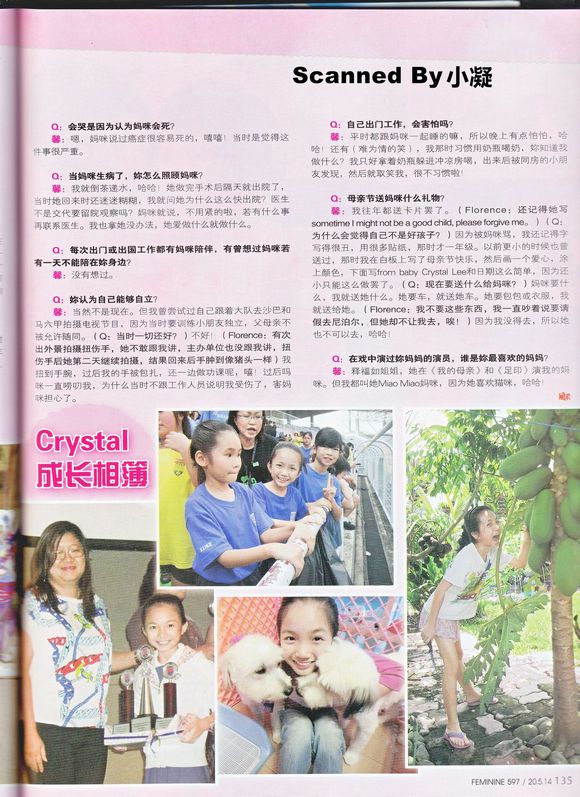 Scanned By 小凝
Q：会哭是因为认为妈咪会死？
馨：嗯，妈咪说过癌症很容易死的，嘻嘻！当时是觉得这
件事很严重。
Q：当妈咪生病了，妳怎么照顾妈咪？
馨：我就倒茶递水，哈哈！她做完手术后隔天就出院了，
当时她回来时还迷迷糊糊，我就问她为什么这么快出院？医生
不是交代要留院观察吗？妈咪就说，不用紧的啦，若有什么事
再联系医生。我也拿她没办法，她爱做什么就做什么。
Q：每次出门或出国工作都有妈咪陪伴，有曾想过妈咪若
有一天不能陪在妳身边？
馨：没有想过。
Q：妳认为自己能够自立？
馨：当然不是现在。但我曾尝试过自己跟着大队去沙巴和
马六甲拍摄电视节目，因为当时要训练小朋友独立，父母亲不
被允许随同。（Q：当时一切还好？）不好！（Florence：有次
出外景拍摄扭伤手，她不敢跟我讲，主办单位也没跟我讲，扭
伤手后她第二天继续拍摄，结果回来后手肿到像猪头一样）我
扭到手腕，过后我的手被包扎，还一边做功课呢，嘻！过后妈
咪一直唠叨我，为什么当时不跟工作人员说明我受伤了，害妈
咪担心了。
Q：自己出门工作，会害怕吗？
馨：平时都跟妈咪一起睡的嘛，所以晚上有点怕怕，哈
哈！还有（难为情的笑），我那时习惯用奶瓶喝奶，妳知道我
做什么？我只好拿着奶瓶躲进冲凉房喝，出来后被同房的小朋
友发现，然后就取笑我，很不习惯啦！
Q：母亲节送妈咪什么礼物？
馨：我往年都送卡片罢了。（Florence：还记得她写
sometime I might not be a good child, please forgive me。）（Q：
为什么会觉得自己不是好孩子？）因为被妈咪骂，我还记得字
写得很丑，用很多贴纸，那时才一年级。以前更小的时候也曾
送过，那时我在白板上写了母亲节快乐，然后画一个爱心，涂
上颜色，下面写from baby Crystal Lee和日期这么简单，因为还
小只能这么做罢了。（Q：现在要送什么给妈咪？）妈咪要什
么，我就送她什么。她要车，就送她车。她要包包或衣服，我
就送给她。（Florence：我不要这些东西，我一直吵着说要请
假去尼泊尔，但她却不让我去，唉！）因为我没得去，所以她
也不可以去，哈哈！
Q：在戏中演过妳妈妈的演员，谁是妳最喜欢的妈妈？
馨：释福如姐姐，她在《我的母亲》和《足印》演我的妈
咪。但我都叫她Miao Miao妈咪，因为她喜欢猫咪，哈哈！
Crystal
成长相簿
FEMININE 597 / 20.5.14 135